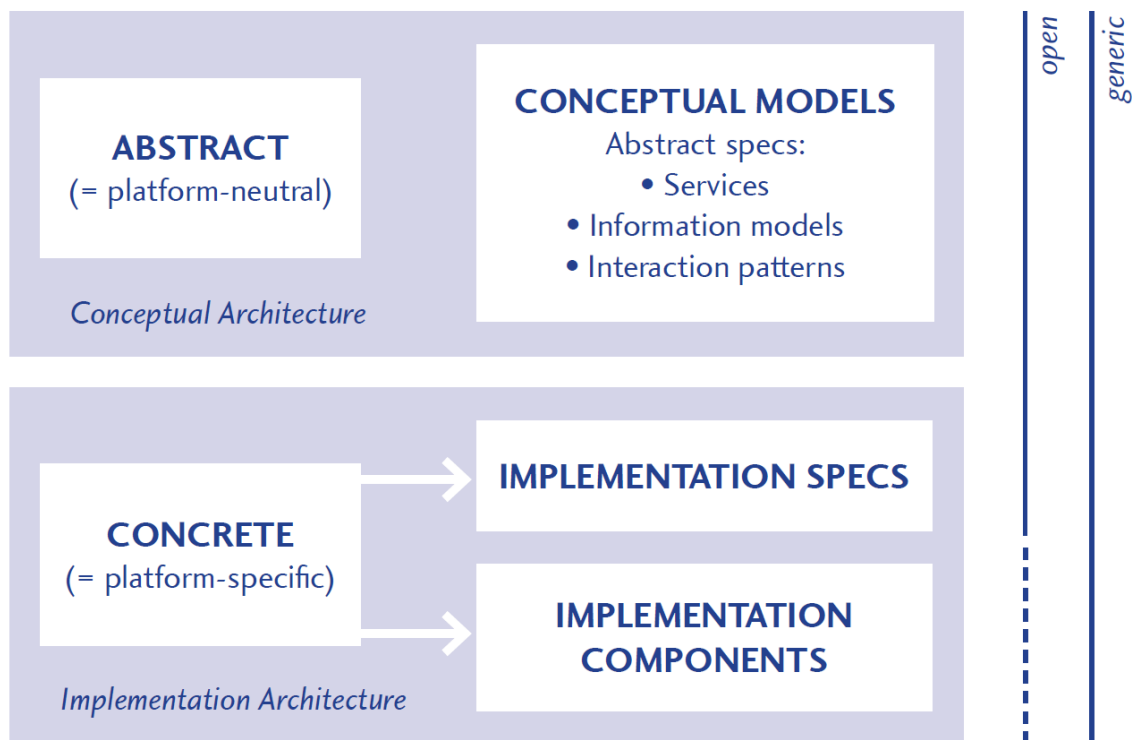 ABSTRACT
(= platform-neutral)
Conceptual Architecture
CONCEPTUAL MODELS
Abstract specs:
• Services
• Information models
• Interaction patterns
open
generic
CONCRETE
(= platform-specific)
Implementation Architecture
IMPLEMENTATION SPECS
IMPLEMENTATION
COMPONENTS